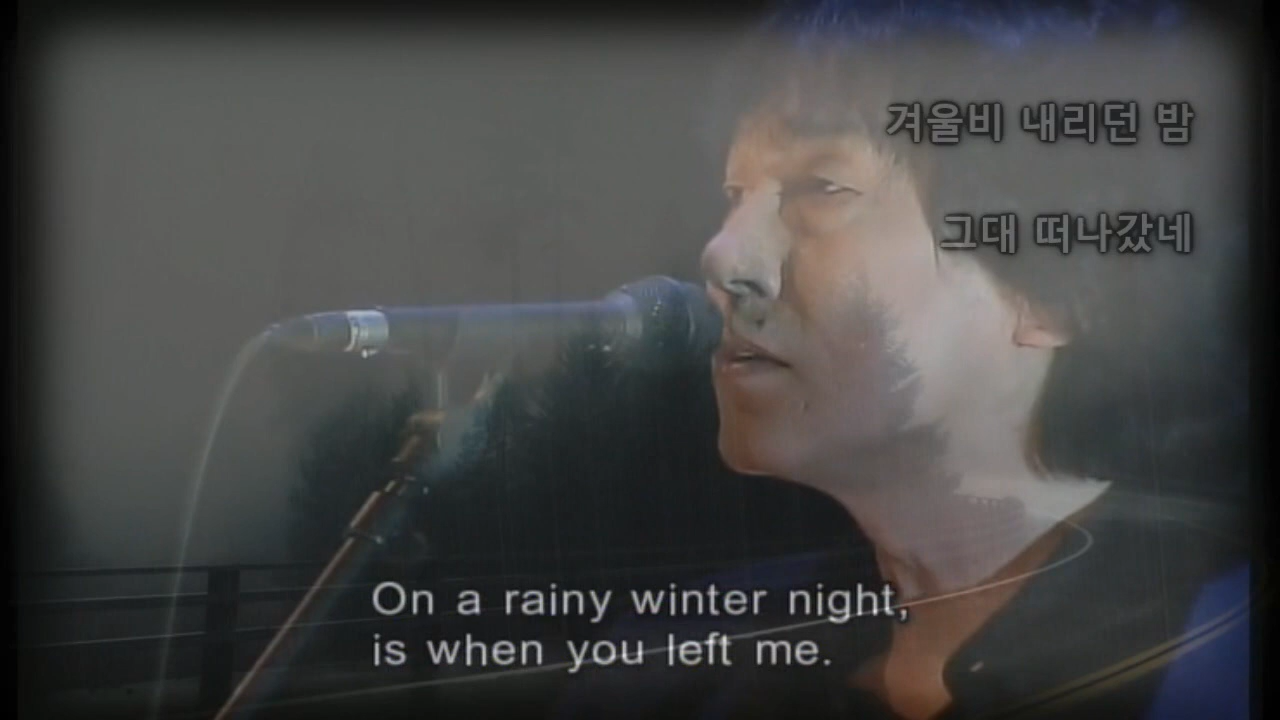 겨울비 내리던 밤
그대 떠나갔네
On a rainy winter night,
is when you left me.